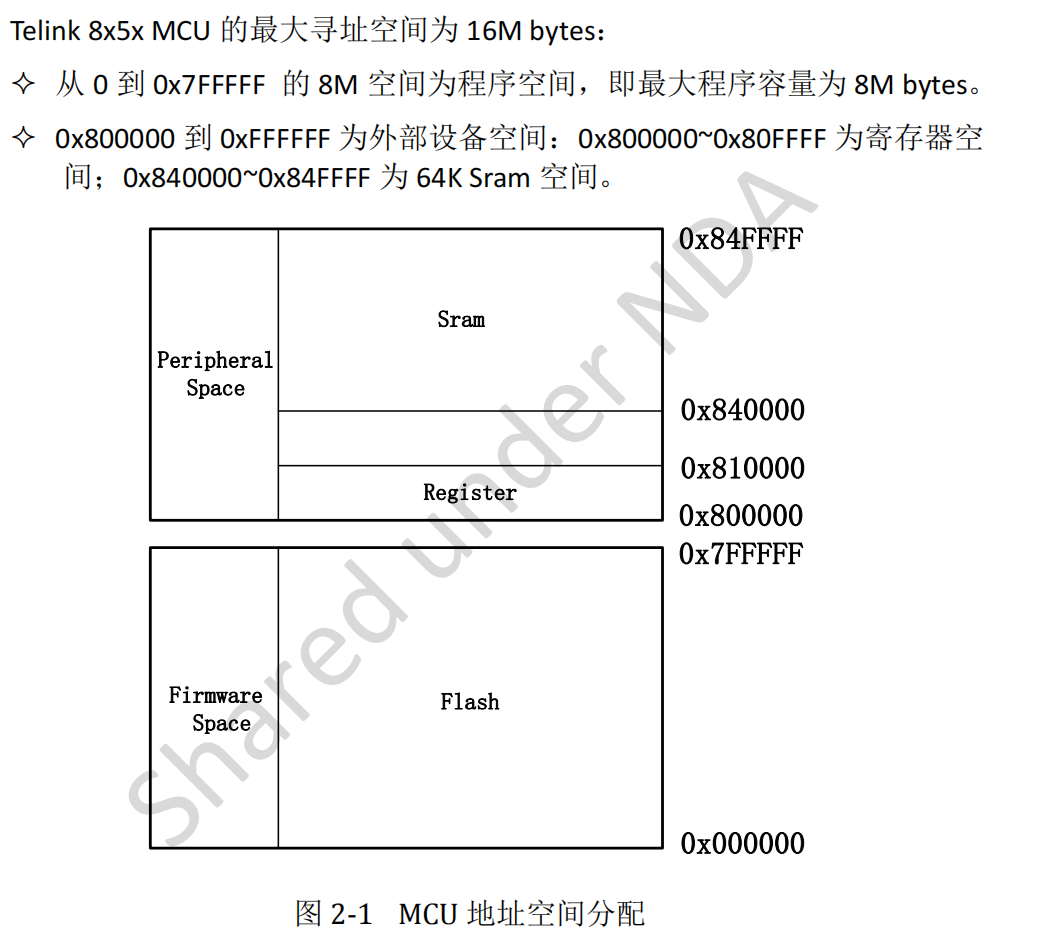 Telink 8x5x MCU 的最大寻址空间为 16M bytes：
✧ 从 0 到 0x7FFFFF 的 8M 空间为程序空间，即最大程序容量为 8M bytes。
✧ 0x800000 到 0xFFFFFF 为外部设备空间：0x800000~0x80FFFF 为寄存器空
间；0x840000~0x84FFFF 为 64K Sram 空间。
0x84FFFF
Sram
Peripheral
Space
0x840000
0x810000
Register
0x800000
0x7FFFFF
Firmware
Space
Flash
0x000000
Shared under NDA
图 2-1 MCU 地址空间分配